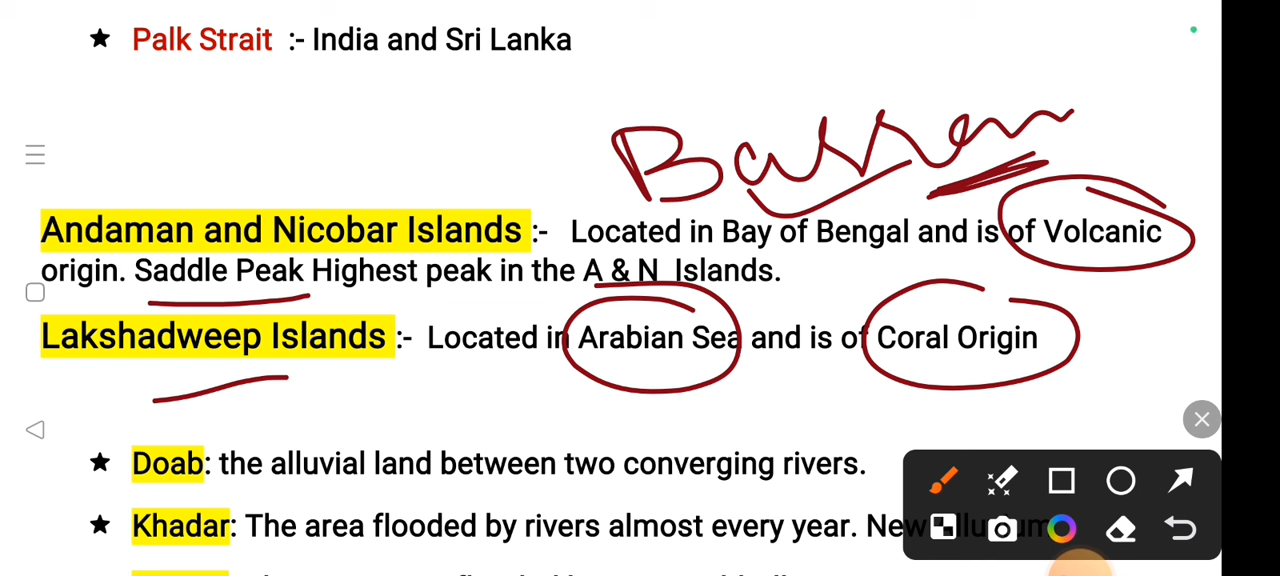 ★ Palk Strait :- India and Sri Lanka
Bassen
Andaman and Nicobar Islands :- Located in Bay of Bengal and is of Volcanic
origin. Saddle Peak Highest peak in the A & N Islands.
Lakshadweep Islands :- Located in Arabian Sea and is of Coral Origin
★ Doab: the alluvial land between two converging rivers.
★ Khadar: The area flooded by rivers almost every year. New